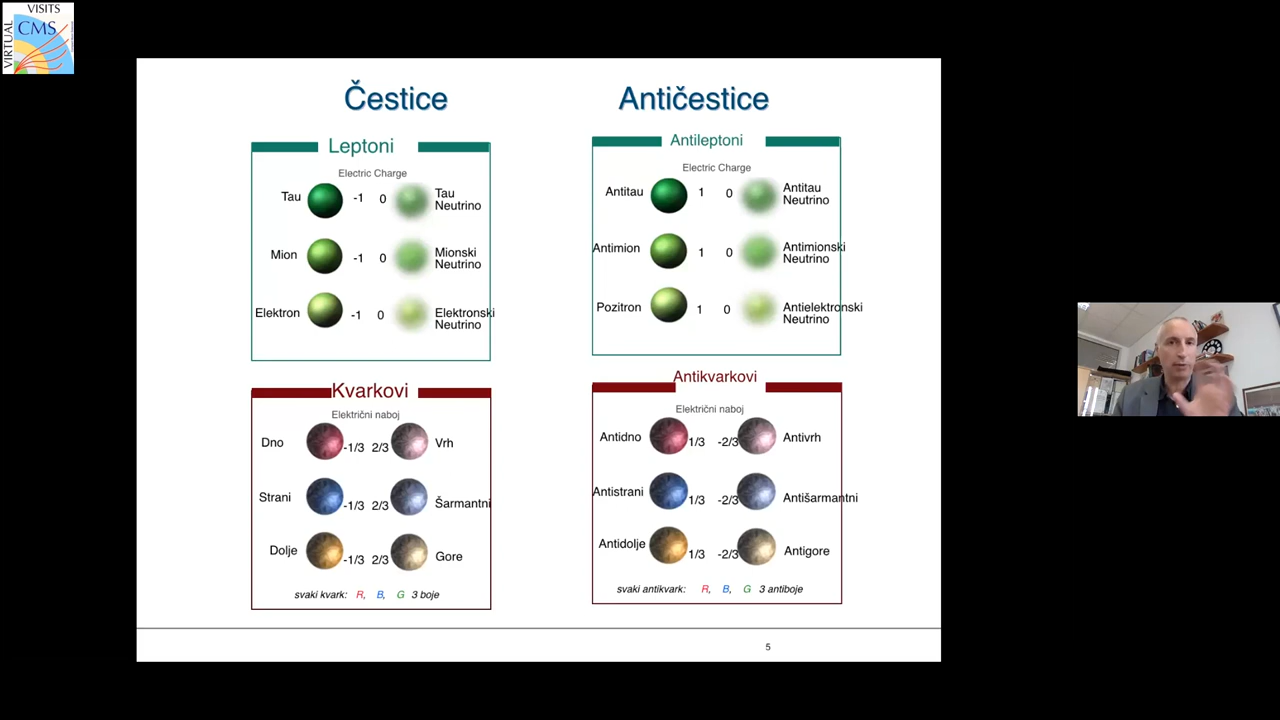 VISITS
VIRTUAL
CMS
Čestice
Antičestice
Leptoni
Electric Charge
Tau -1 0 Tau
Neutrino
Mion -1 0 Mionski
Neutrino
Elektron -1 0 Elektronski
Neutrino
Antileptoni
Electric Charge
Antitau 1 0 Antitau
Neutrino
Antimion 1 0 Antimionski
Neutrino
Pozitron 1 0 Antielektronski
Neutrino
Kvarkovi
Električni naboj
Dno -1/3 2/3 Vrh
Strani -1/3 2/3 Šarmantni
Dolje -1/3 2/3 Gore
svaki kvark: R, B, G 3 boje
Antikvarkovi
Električni naboj
Antidno 1/3 -2/3 Antivrh
Antistrani 1/3 -2/3 Antišarmantni
Antidolje 1/3 -2/3 Antigore
svaki antikvark: R, B, G 3 antiboje
5